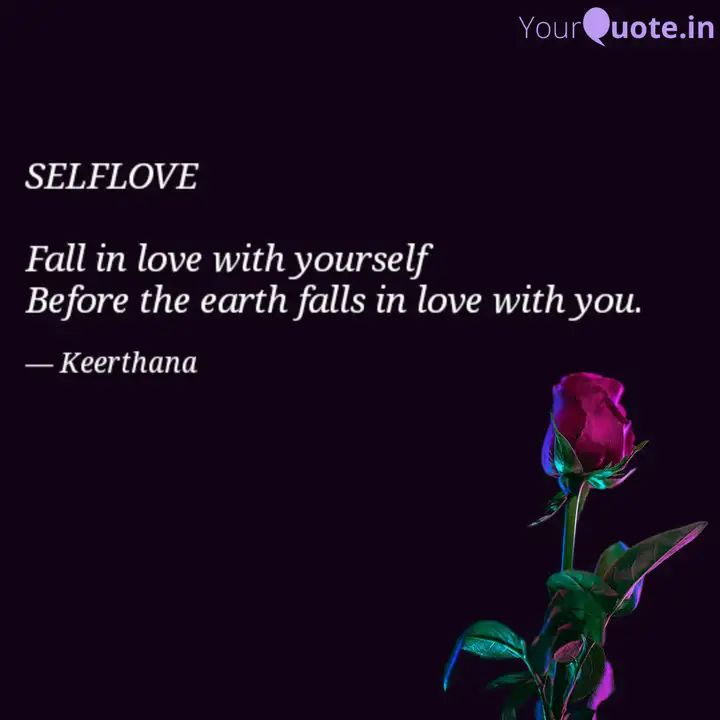 YourQuote.in
SELFLOVE
Fall in love with yourself
Before the earth falls in love with you.
— Keerthana